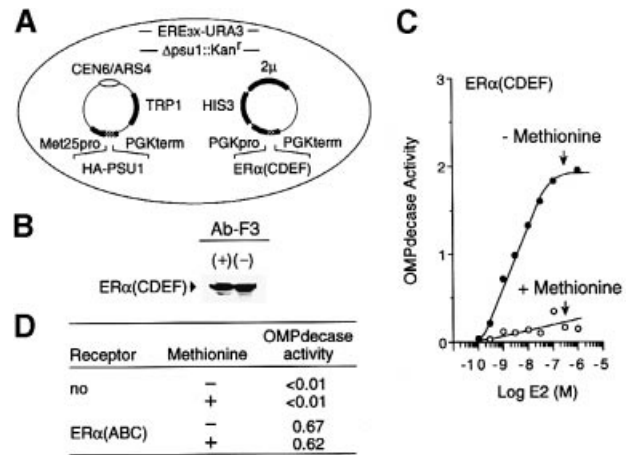 A
ERE3X-URA3
Δpsu1::Kanr
CEN6/ARS4
2μ
TRP1
HIS3
Met25pro
PGKterm
PGKpro
PGKterm
HA-PSU1
ERα(CDEF)
B
Ab-F3
(+)(-)
ERα(CDEF)
D
Receptor Methionine OMPdecase activity
no − <0.01
+ <0.01
ERα(ABC) − 0.67
+ 0.62
C
ERα(CDEF)
3
2
1
0
OMPdecase Activity
- Methionine
+ Methionine
-10 -9 -8 -7 -6 -5
Log E2 (M)